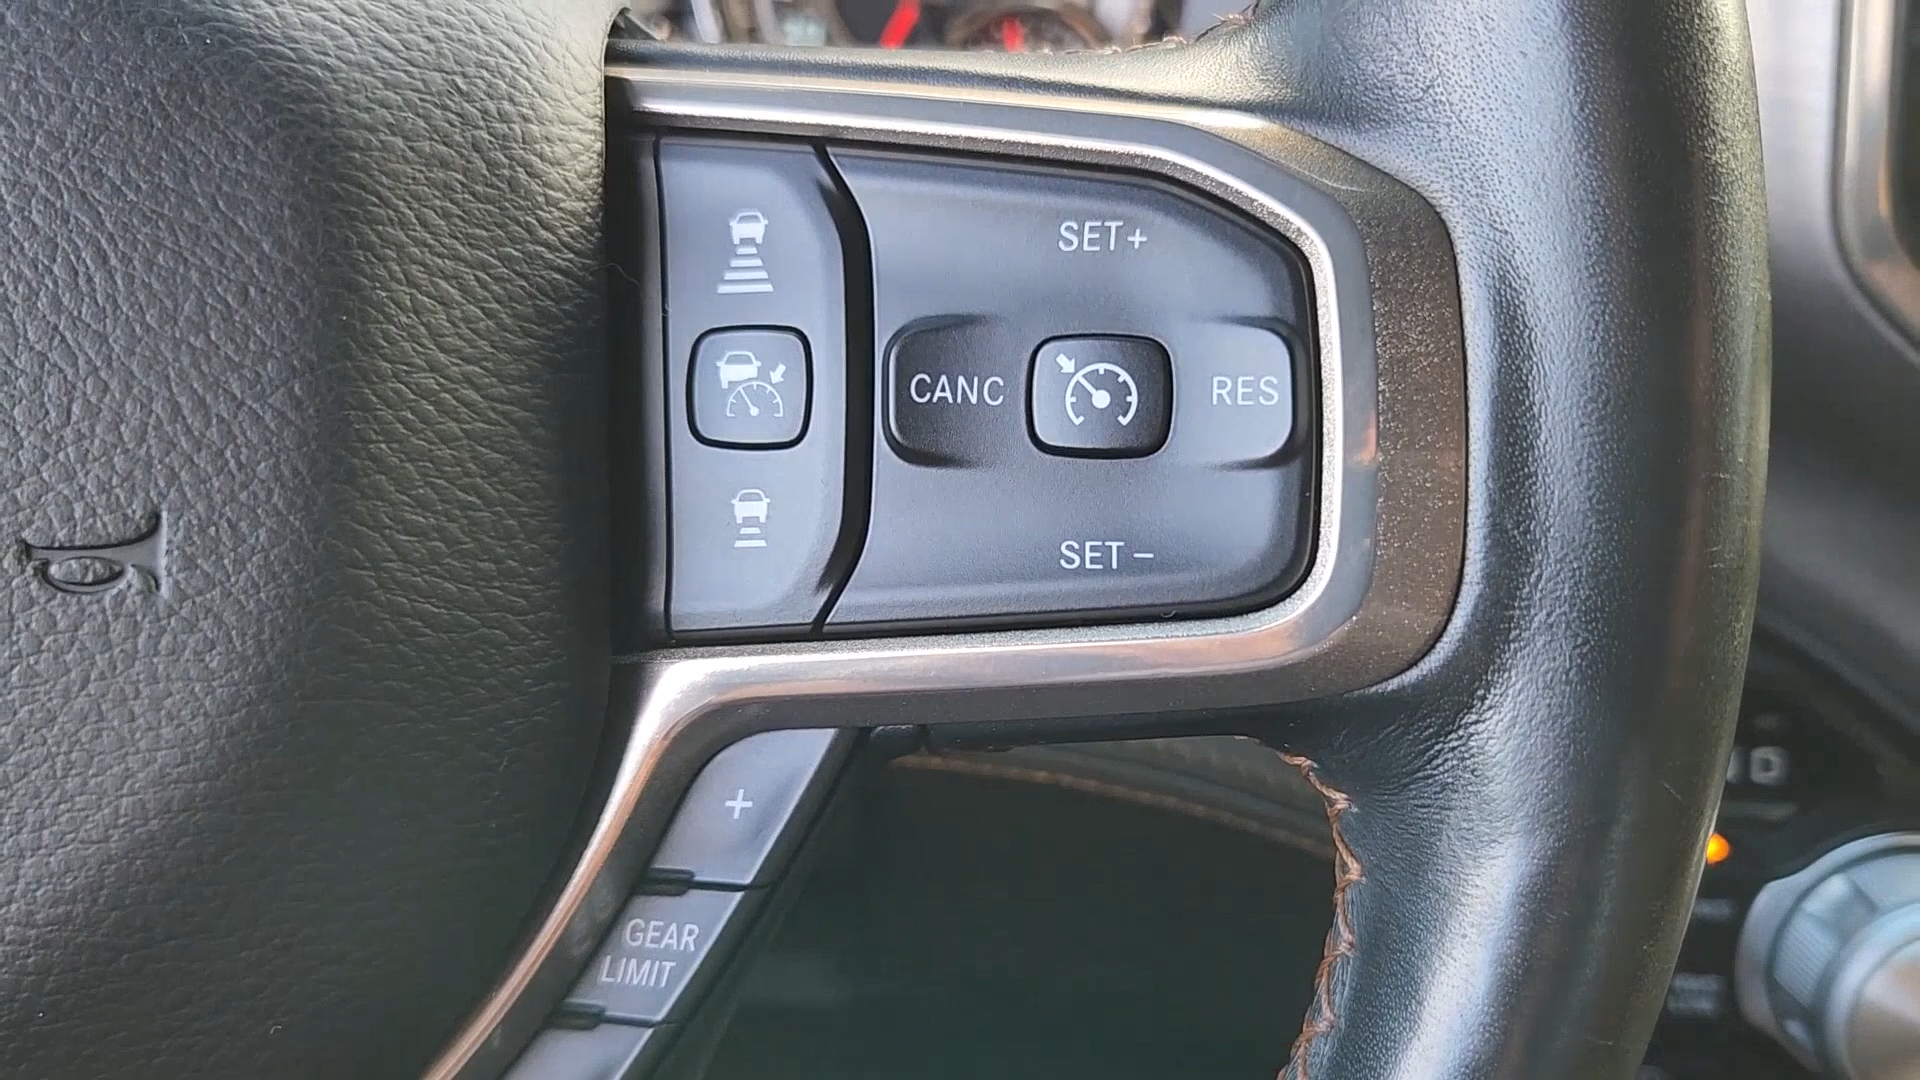 SET+
CANC
RES
SET-
+
GEAR
LIMIT
D